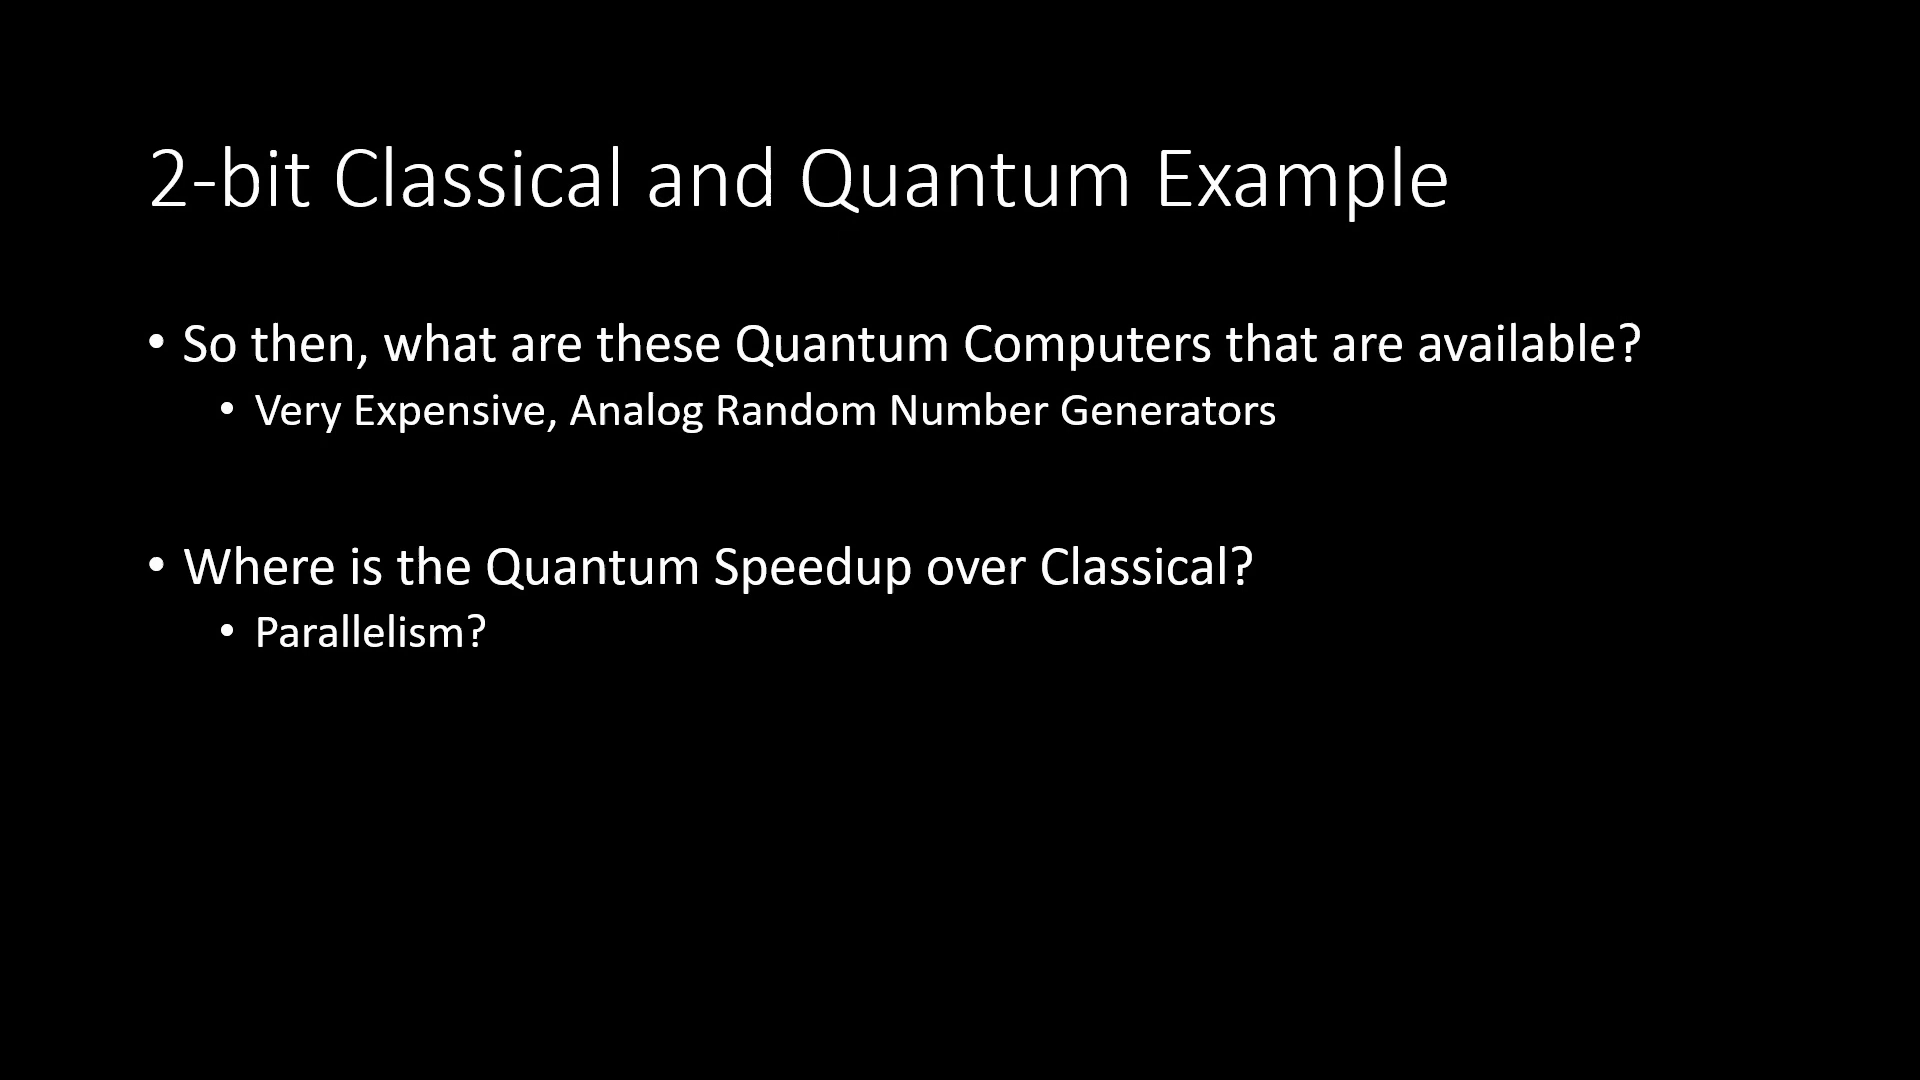 2-bit Classical and Quantum Example
• So then, what are these Quantum Computers that are available?
• Very Expensive, Analog Random Number Generators
• Where is the Quantum Speedup over Classical?
• Parallelism?